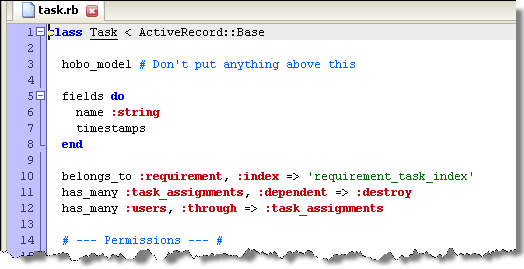 task.rb
1 class Task < ActiveRecord::Base
2
3 hobo_model # Don't put anything above this
4
5 fields do
6 name :string
7 timestamps
8 end
9
10 belongs_to :requirement, :index => 'requirement_task_index'
11 has_many :task_assignments, :dependent => :destroy
12 has_many :users, :through => :task_assignments
13
14 # --- Permissions --- #